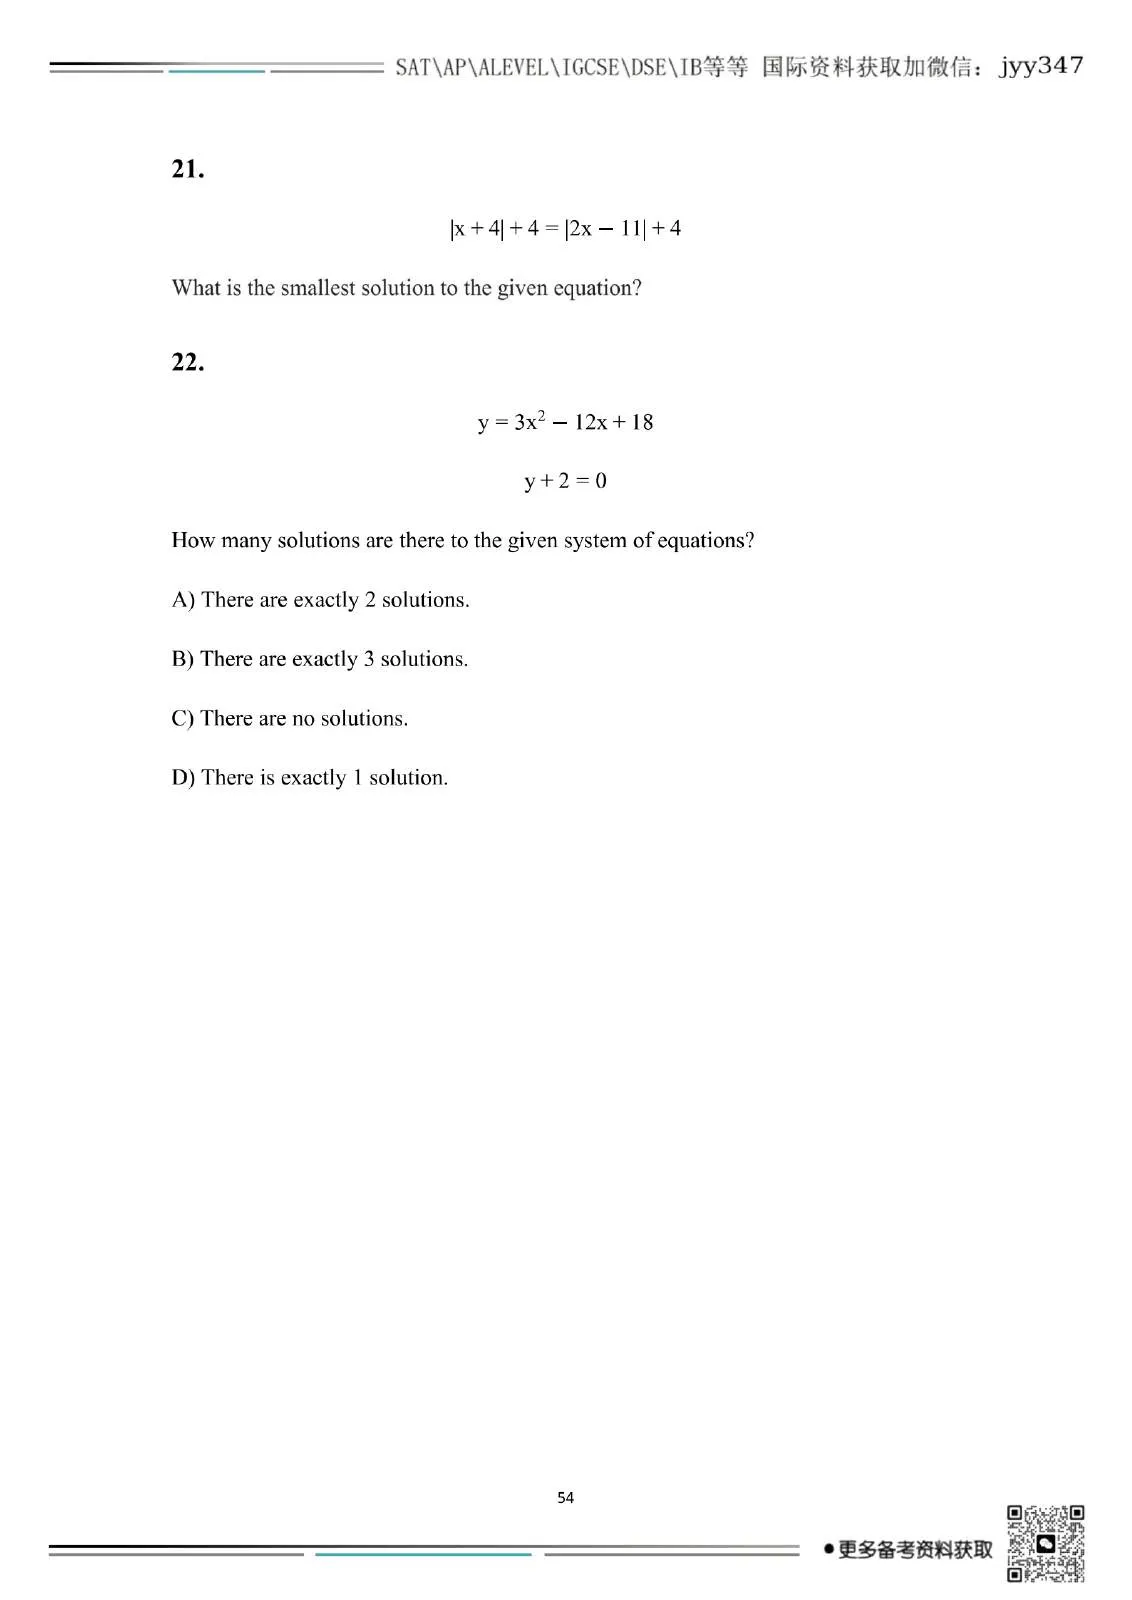 SAT\AP\ALEVEL\IGCSE\DSE\IB等等 国际资料获取加微信： jyy347
21.
|x + 4| + 4 = |2x − 11| + 4
What is the smallest solution to the given equation?
22.
y = 3x² − 12x + 18
y + 2 = 0
How many solutions are there to the given system of equations?
A) There are exactly 2 solutions.
B) There are exactly 3 solutions.
C) There are no solutions.
D) There is exactly 1 solution.
54
●更多备考资料获取